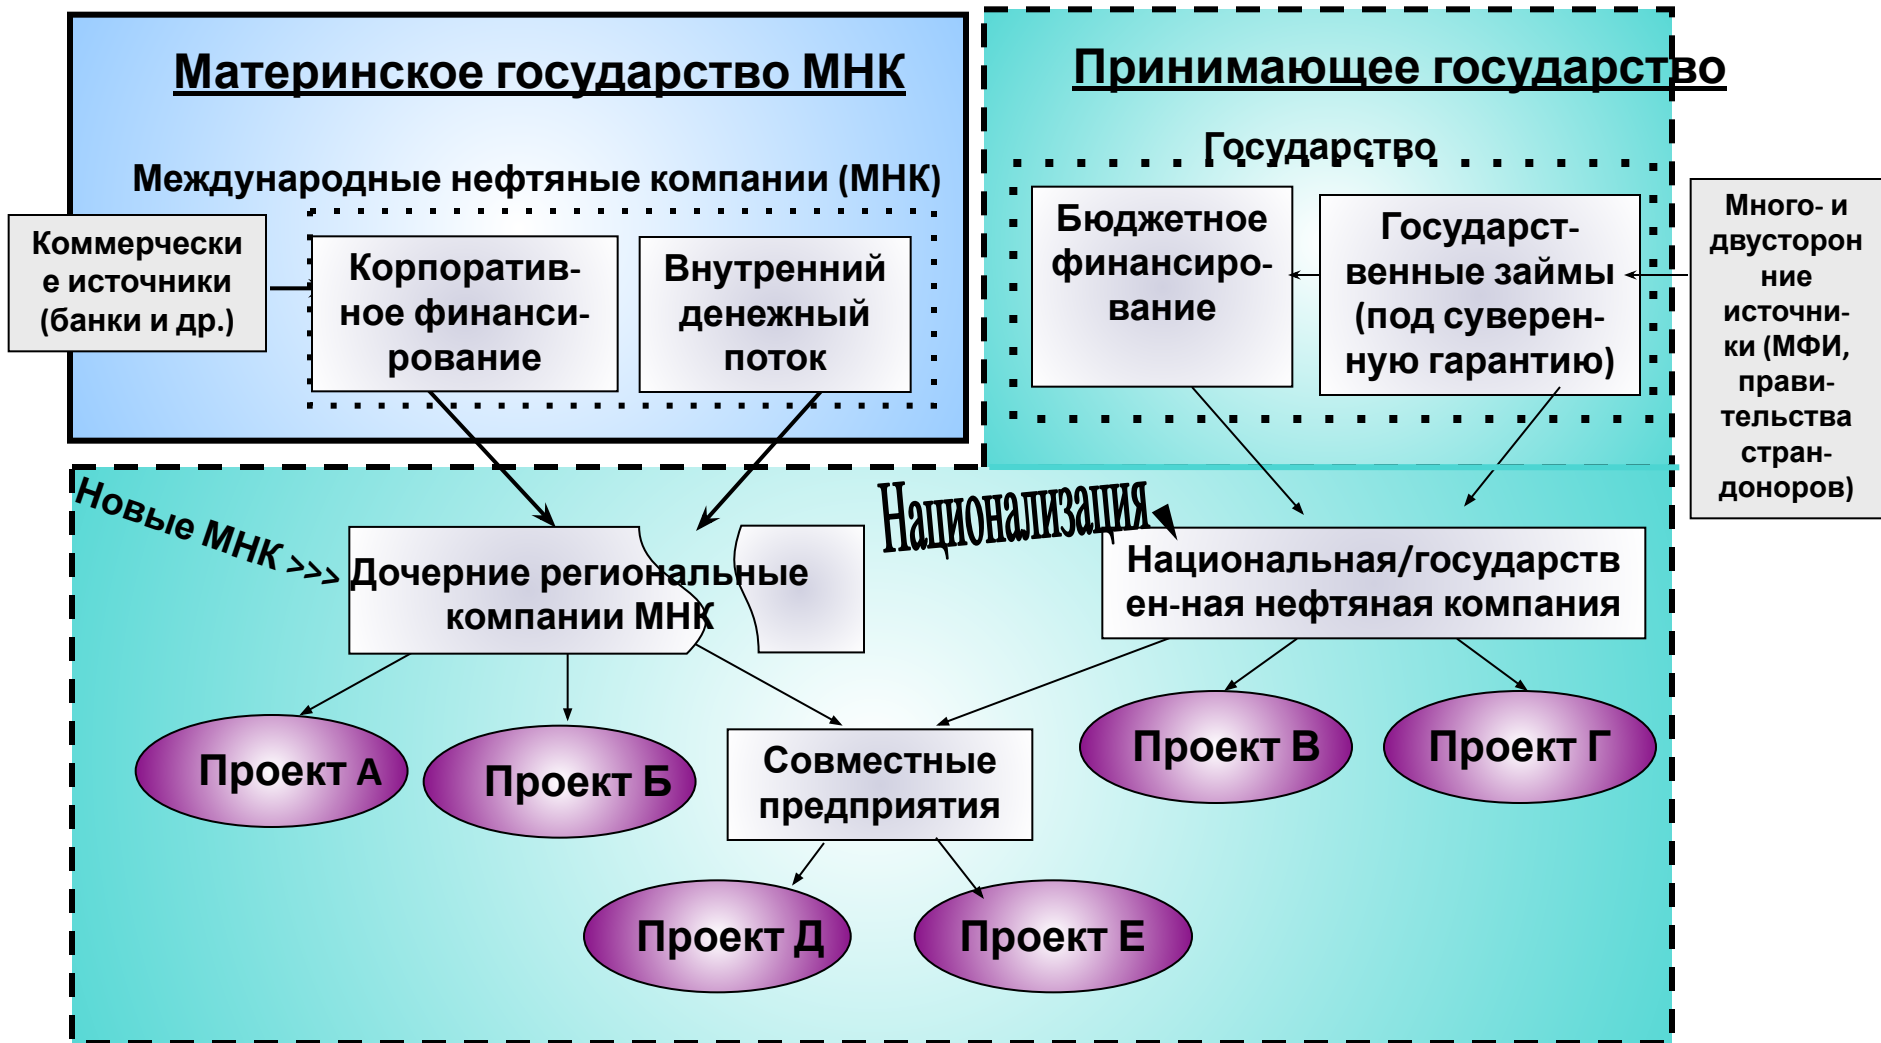 Материнское государство МНК
Принимающее государство
Международные нефтяные компании (МНК)
Государство
Коммерчески
е источники
(банки и др.)
Корпоратив-
ное финанси-
рование
Внутренний
денежный
поток
Бюджетное
финансиро-
вание
Государст-
венные займы
(под суверен-
ную гарантию)
Много- и
двусторон
ние
источни-
ки (МФИ,
прави-
тельства
стран-
доноров)
Новые МНК >>>
Национализация
Дочерние региональные
компании МНК
Национальная/государств
ен-ная нефтяная компания
Проект А
Проект Б
Совместные
предприятия
Проект В
Проект Г
Проект Д
Проект Е